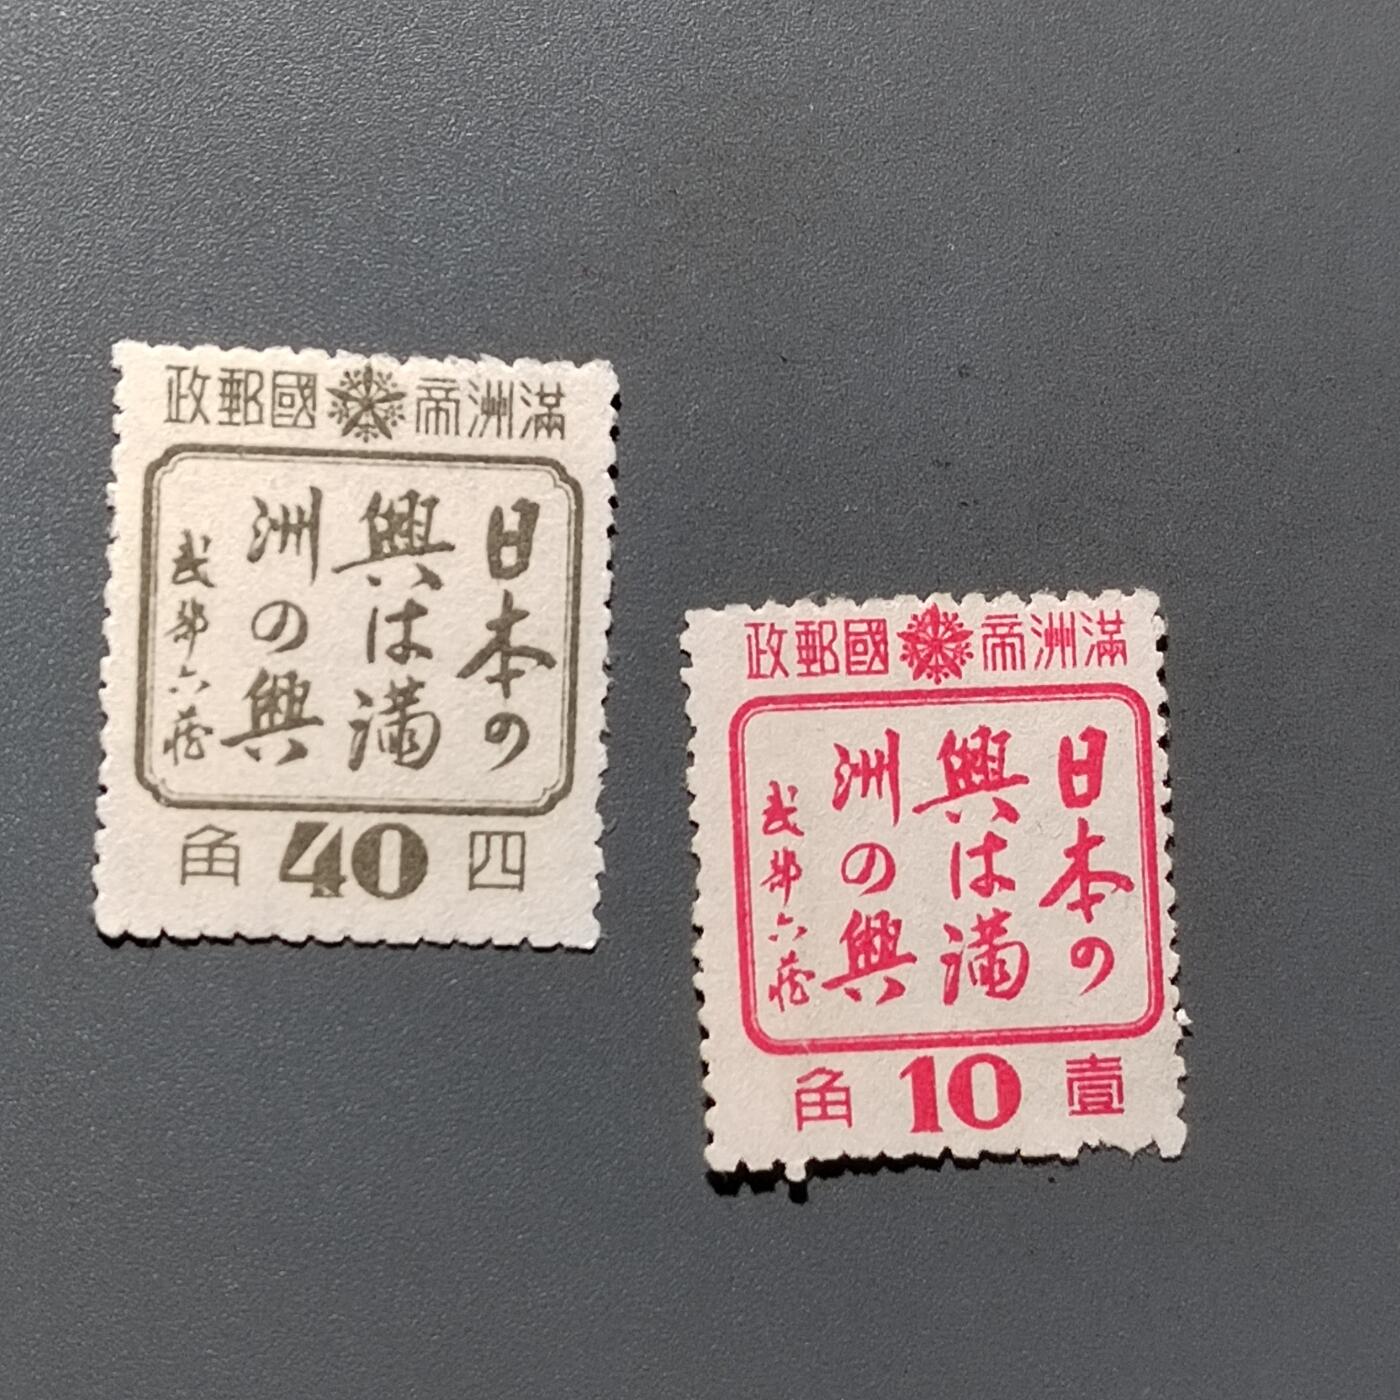 滿洲帝國郵政
日本の
興は満
洲の興
武部六蔵
四 40 角
滿洲帝國郵政
日本の
興は満
洲の興
武部六蔵
壹 10 角